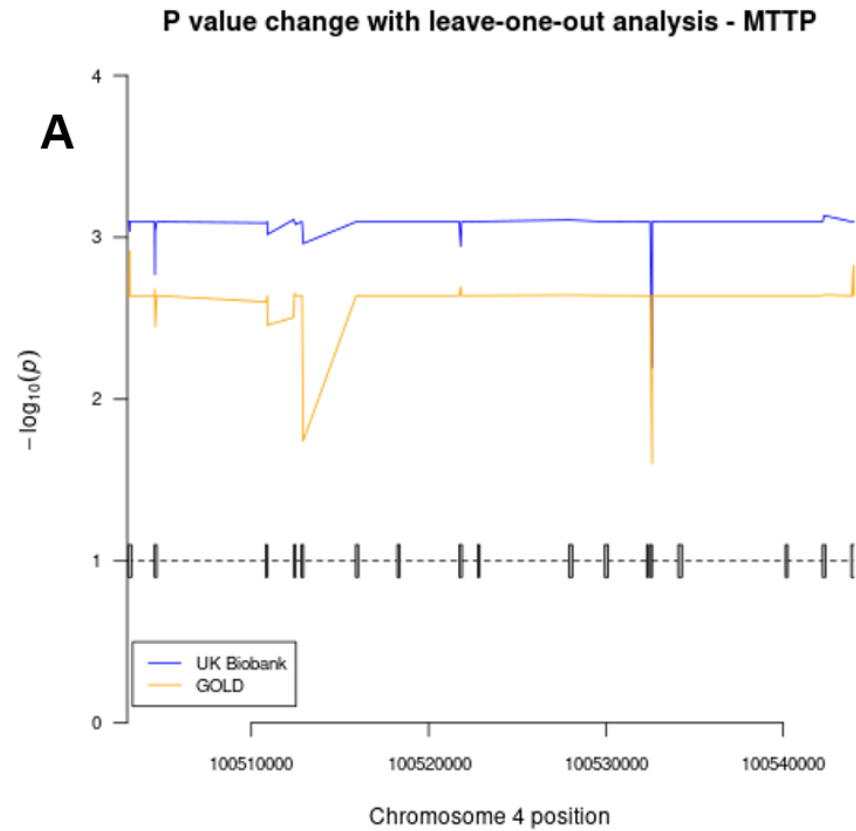 P value change with leave-one-out analysis - MTTP
A
4
3
2
1
0
−log10(p)
UK Biobank
GOLD
100510000 100520000 100530000 100540000
Chromosome 4 position